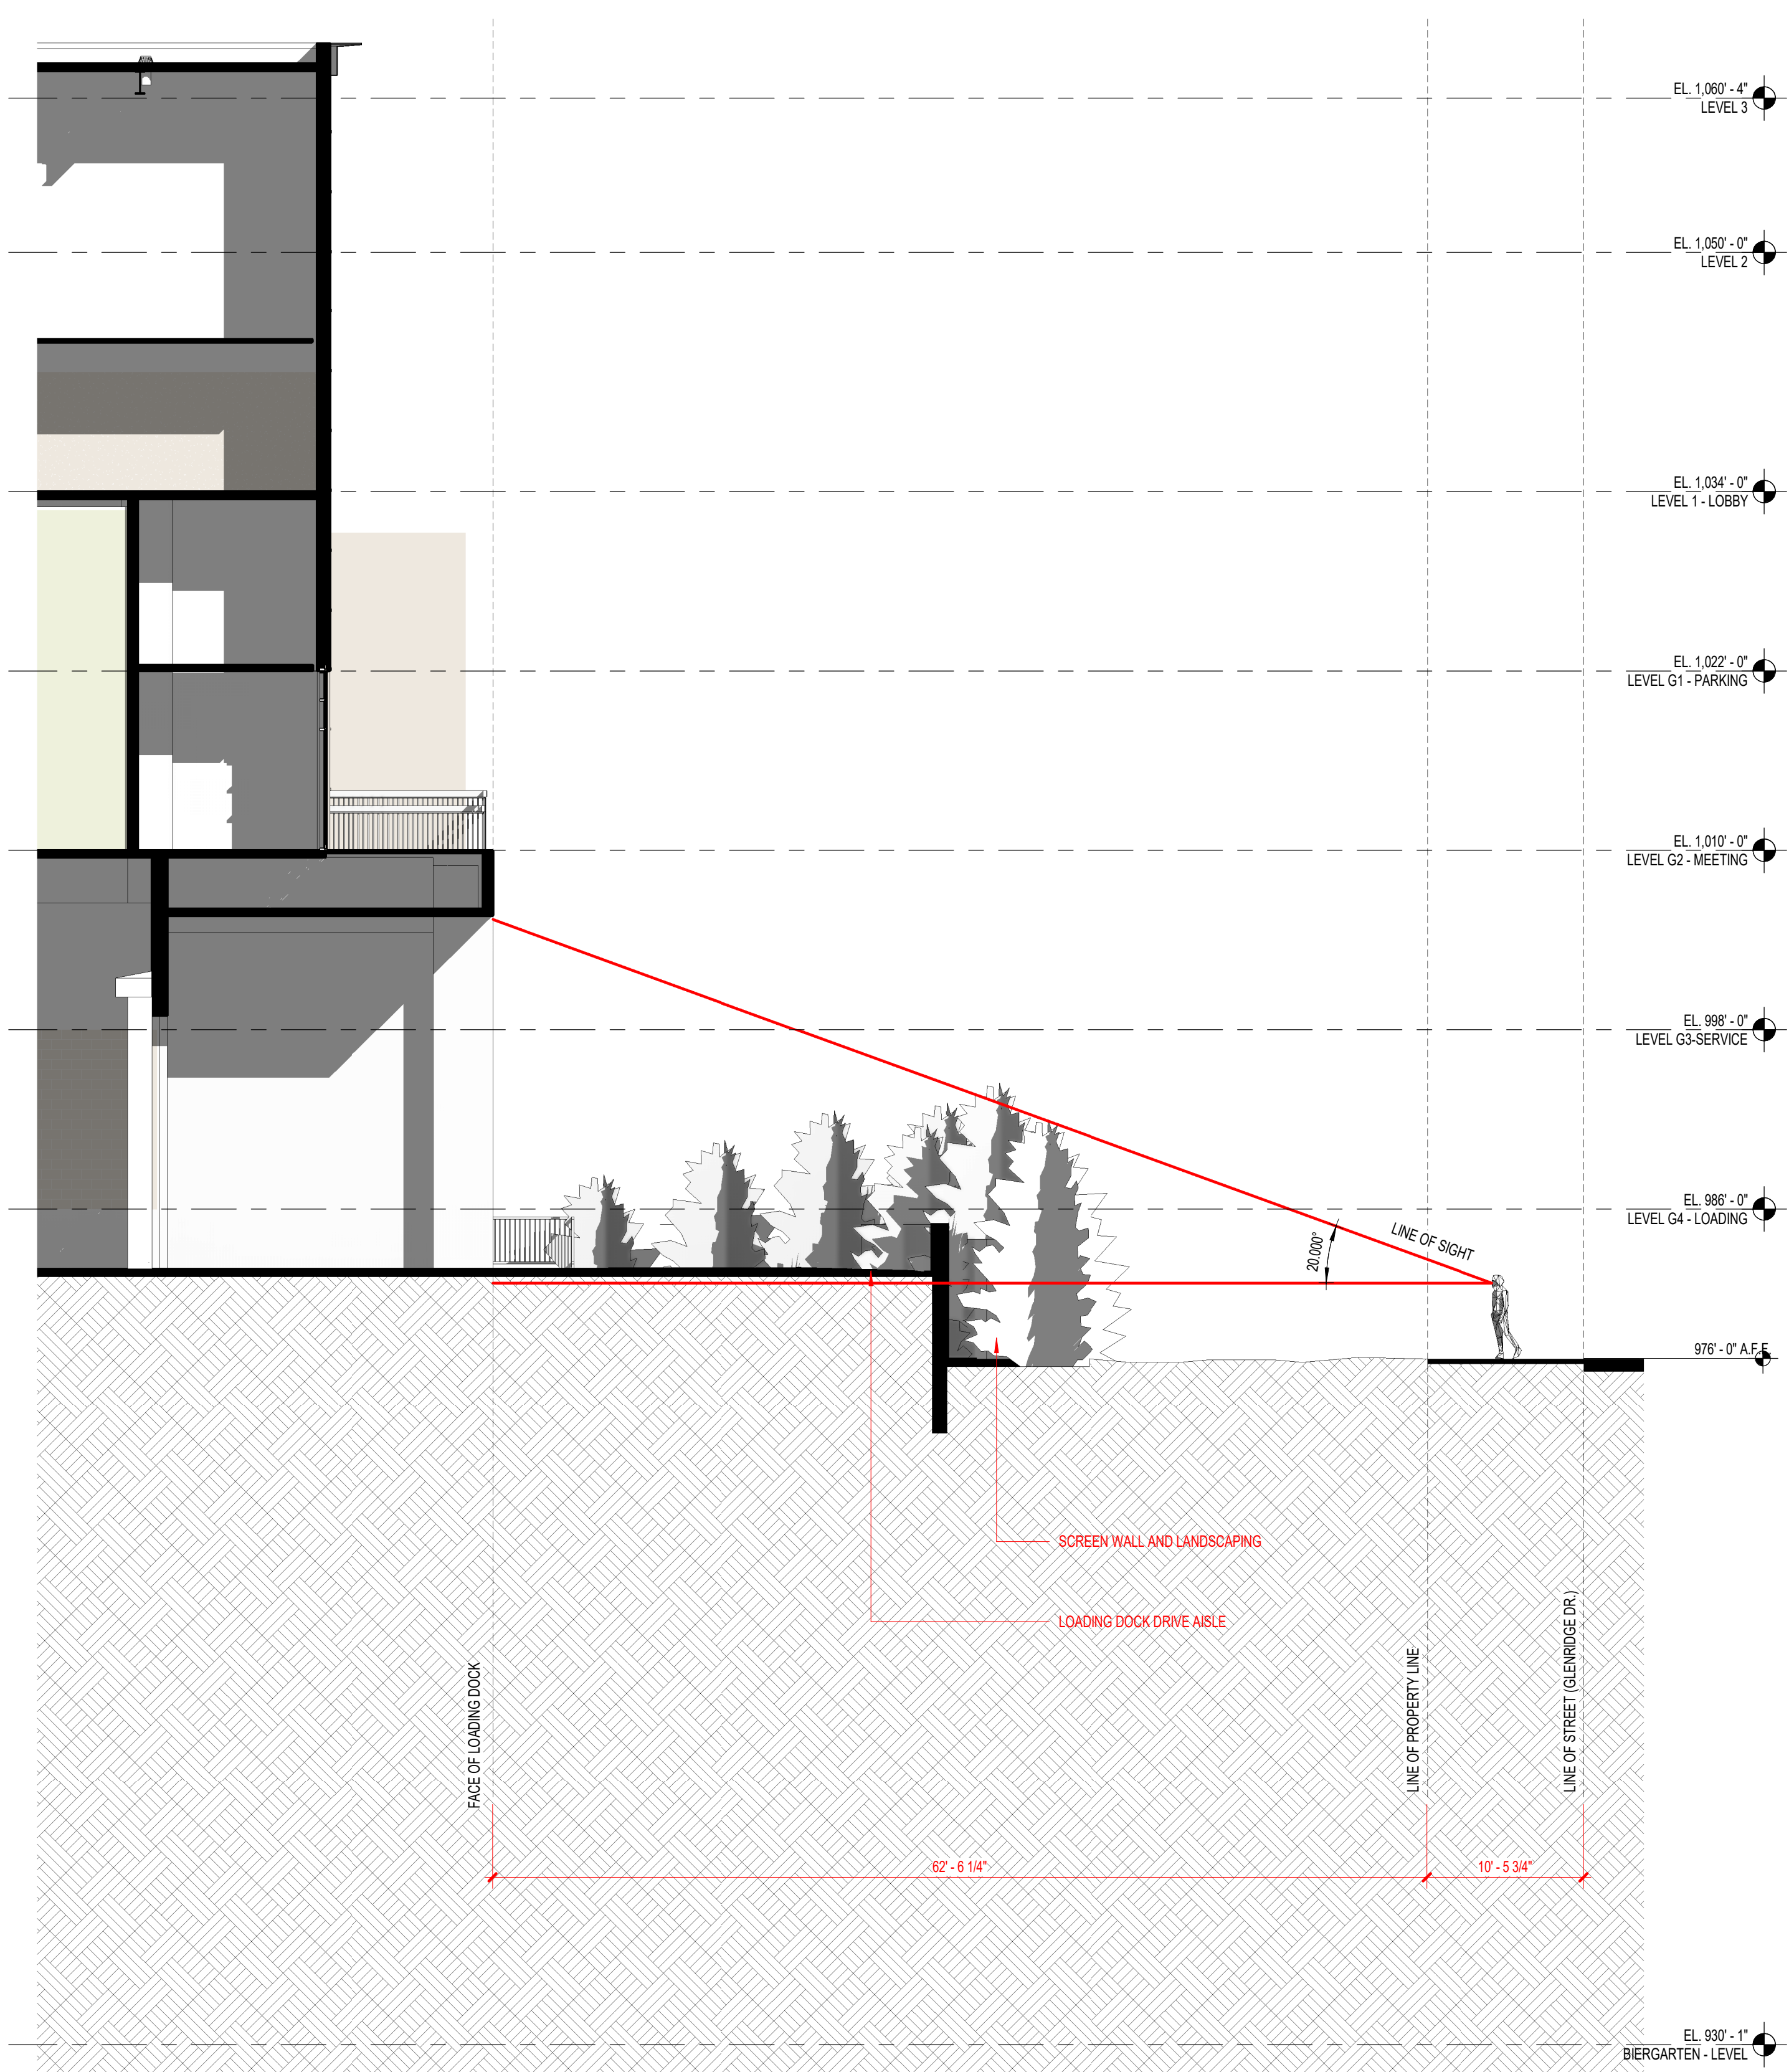 EL. 1,060' - 4"
LEVEL 3
EL. 1,050' - 0"
LEVEL 2
EL. 1,034' - 0"
LEVEL 1 - LOBBY
EL. 1,022' - 0"
LEVEL G1 - PARKING
EL. 1,010' - 0"
LEVEL G2 - MEETING
EL. 998' - 0"
LEVEL G3-SERVICE
EL. 986' - 0"
LEVEL G4 - LOADING
LINE OF SIGHT
20.000°
976' - 0" A.F.F.
SCREEN WALL AND LANDSCAPING
LOADING DOCK DRIVE AISLE
FACE OF LOADING DOCK
LINE OF PROPERTY LINE
LINE OF STREET (GLENRIDGE DR.)
62' - 6 1/4"
10' - 5 3/4"
EL. 930' - 1"
BIERGARTEN - LEVEL